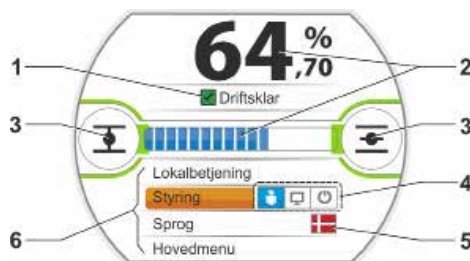 64,70 %
1
2
Driftsklar
3
3
Lokalbetjening
Styring
4
Sprog
5
6
Hovedmenu